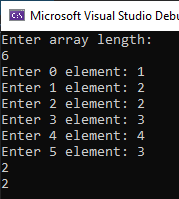 Microsoft Visual Studio Debu
Enter array length:
6
Enter 0 element: 1
Enter 1 element: 2
Enter 2 element: 2
Enter 3 element: 3
Enter 4 element: 4
Enter 5 element: 3
2
2